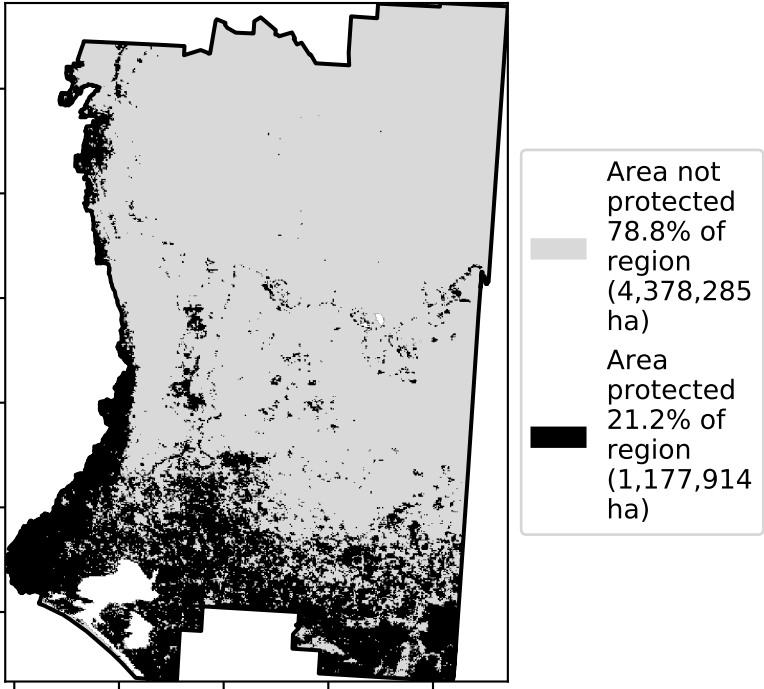 Area not
protected
78.8% of
region
(4,378,285
ha)
Area
protected
21.2% of
region
(1,177,914
ha)